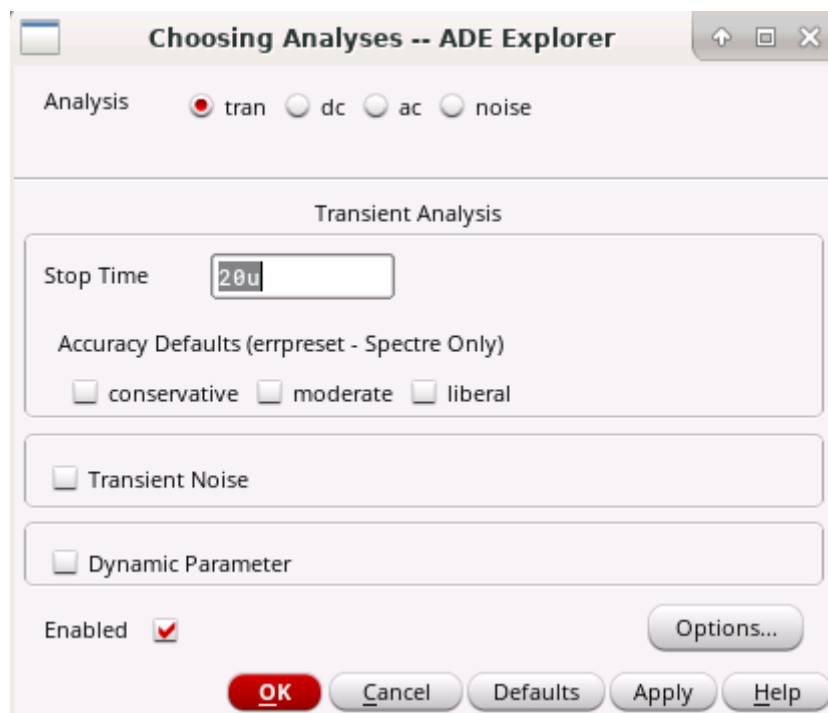 Choosing Analyses -- ADE Explorer
Analysis tran dc ac noise
Transient Analysis
Stop Time 20u
Accuracy Defaults (errpreset - Spectre Only)
conservative moderate liberal
Transient Noise
Dynamic Parameter
Enabled Options...
OK Cancel Defaults Apply Help